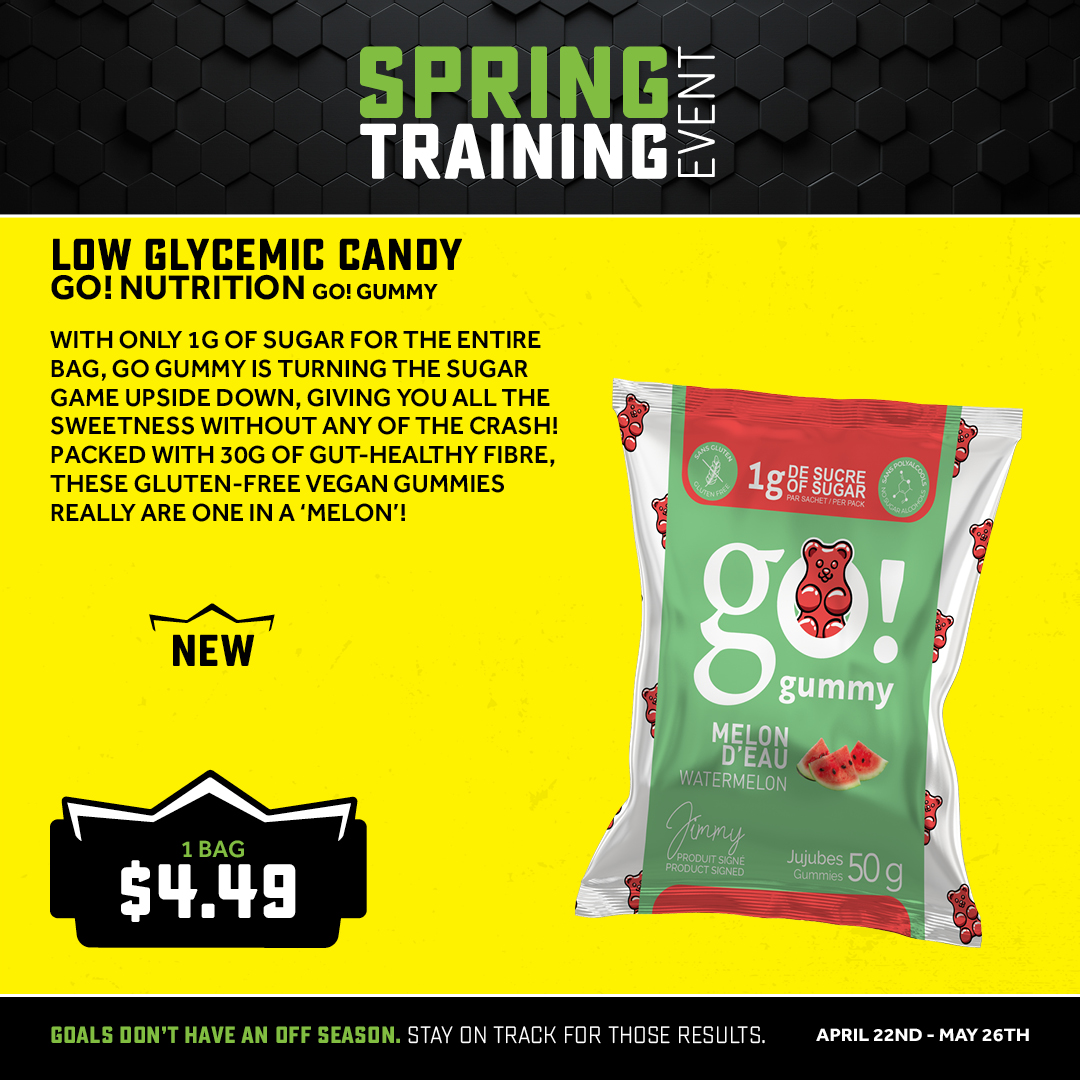 SPRING
TRAINING
EVENT
LOW GLYCEMIC CANDY
GO! NUTRITION GO! GUMMY
WITH ONLY 1G OF SUGAR FOR THE ENTIRE
BAG, GO GUMMY IS TURNING THE SUGAR
GAME UPSIDE DOWN, GIVING YOU ALL THE
SWEETNESS WITHOUT ANY OF THE CRASH!
PACKED WITH 30G OF GUT-HEALTHY FIBRE,
THESE GLUTEN-FREE VEGAN GUMMIES
REALLY ARE ONE IN A ‘MELON’!
NEW
1 BAG
$4.49
SANS GLUTEN
GLUTEN FREE
1g DE SUCRE
OF SUGAR
PAR SACHET / PER PACK
SANS POLYALCOOLS
NO SUGAR ALCOHOLS
go!
gummy
MELON
D'EAU
WATERMELON
Jimmy
PRODUIT SIGNÉ
PRODUCT SIGNED
Jujubes
Gummies 50 g
GOALS DON'T HAVE AN OFF SEASON. STAY ON TRACK FOR THOSE RESULTS.
APRIL 22ND - MAY 26TH